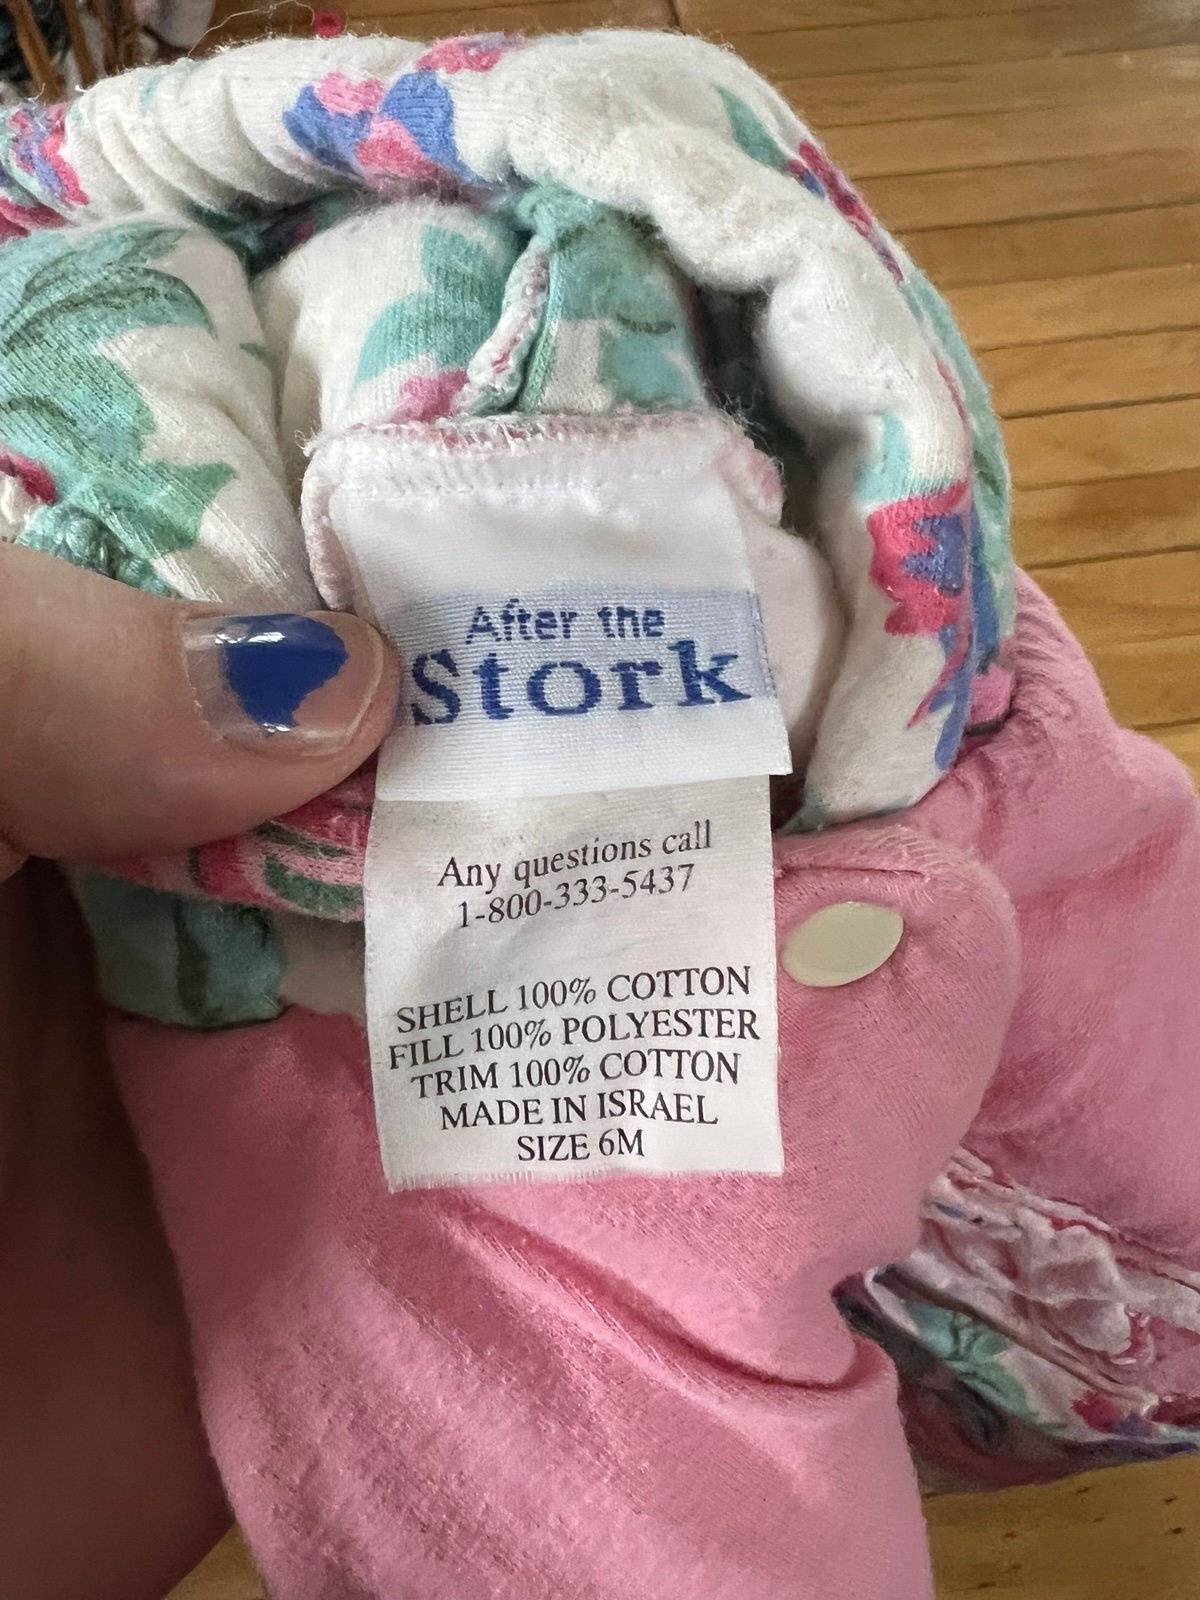 After the
Stork
Any questions call
1-800-333-5437
SHELL 100% COTTON
FILL 100% POLYESTER
TRIM 100% COTTON
MADE IN ISRAEL
SIZE 6M